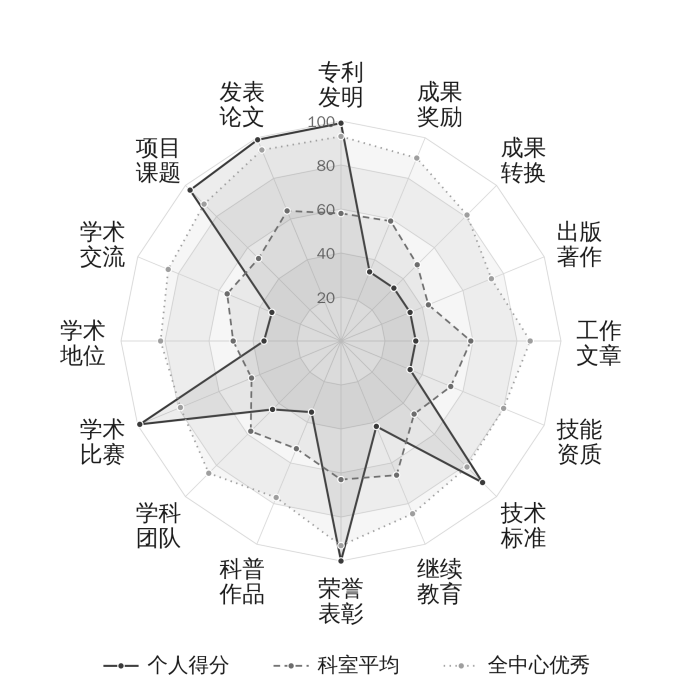 专利
发明
成果
奖励
成果
转换
出版
著作
工作
文章
技能
资质
技术
标准
继续
教育
荣誉
表彰
科普
作品
学科
团队
学术
比赛
学术
地位
学术
交流
项目
课题
发表
论文
100
80
60
40
20
个人得分
科室平均
全中心优秀